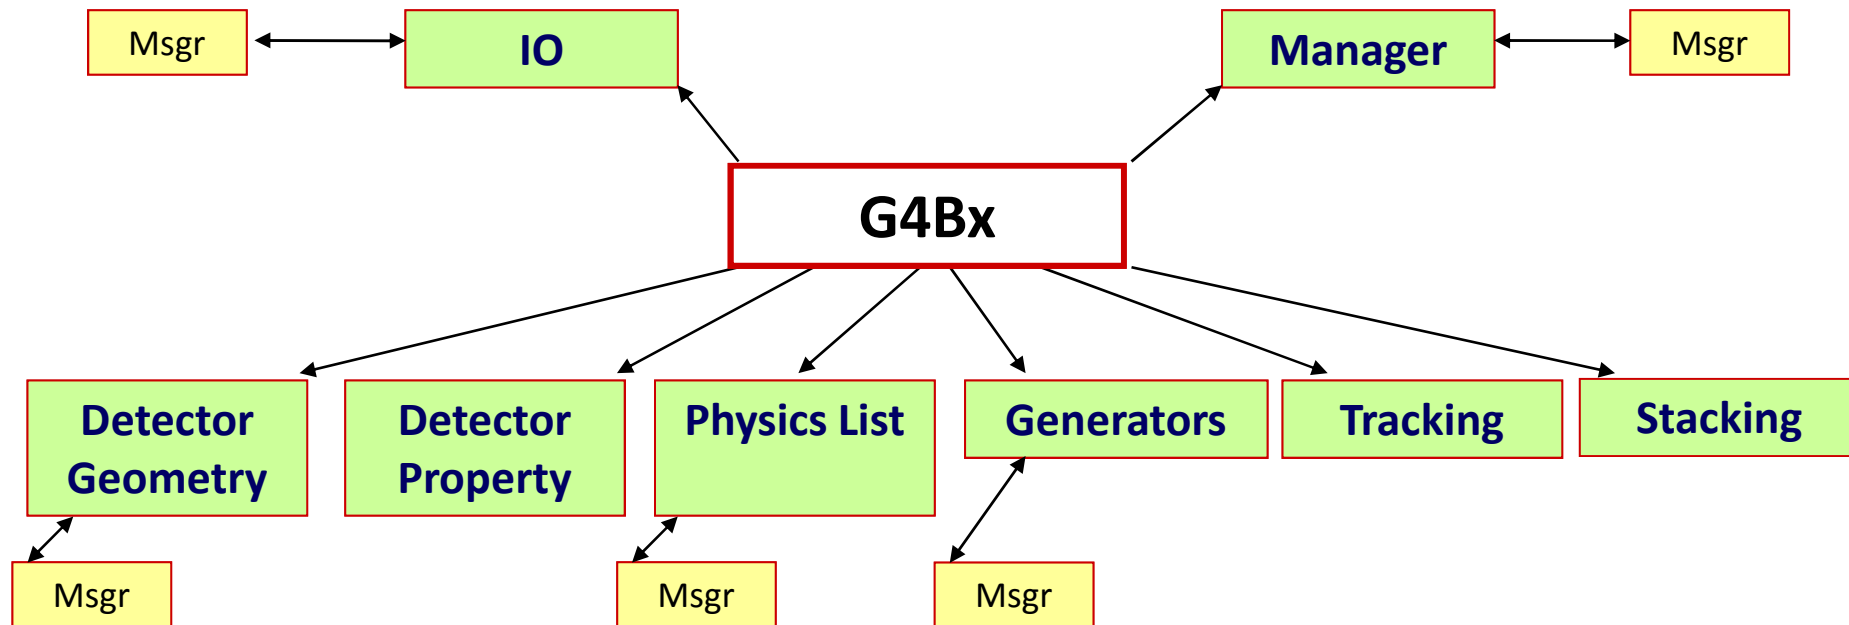 Msgr
IO
Manager
Msgr
G4Bx
Detector
Geometry
Detector
Property
Physics List
Generators
Tracking
Stacking
Msgr
Msgr
Msgr